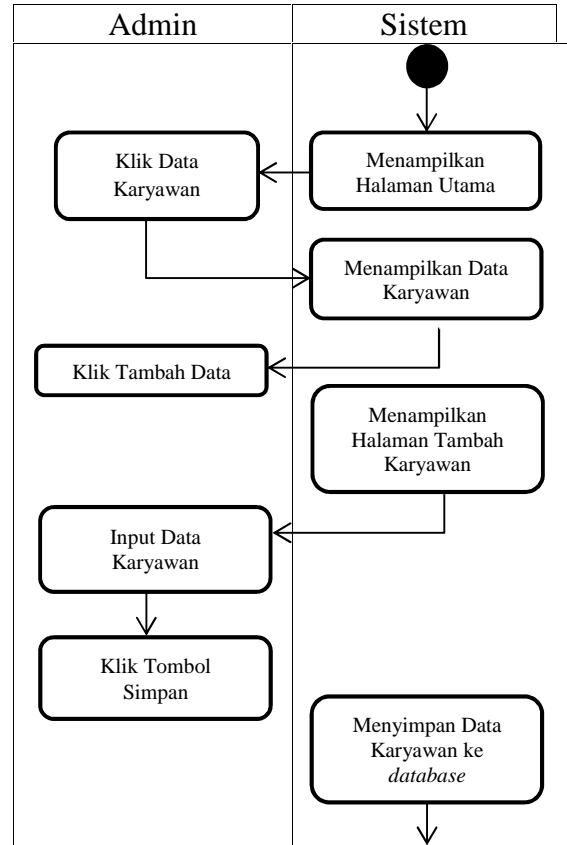 Admin
Sistem
Menampilkan
Halaman Utama
Klik Data
Karyawan
Menampilkan Data
Karyawan
Klik Tambah Data
Menampilkan
Halaman Tambah
Karyawan
Input Data
Karyawan
Klik Tombol
Simpan
Menyimpan Data
Karyawan ke
database